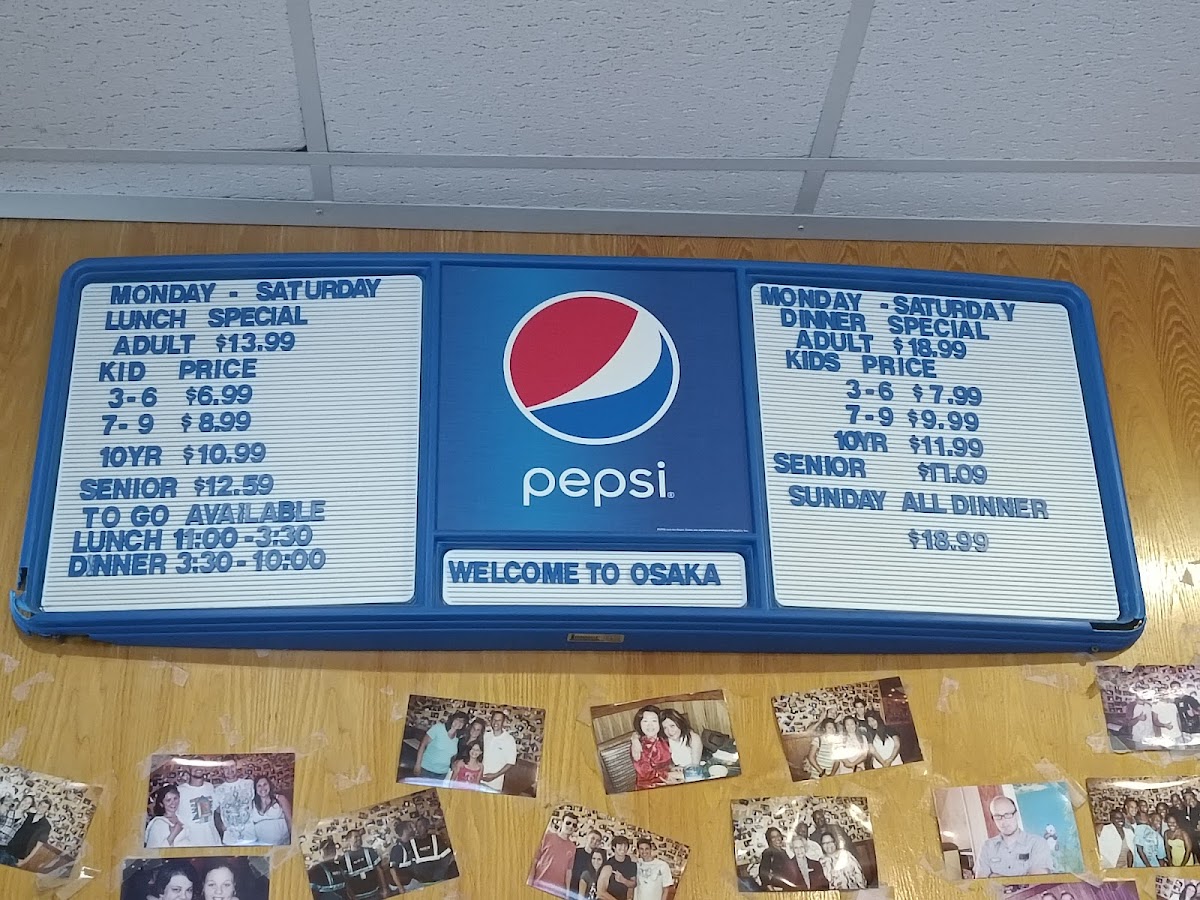 MONDAY - SATURDAY
LUNCH SPECIAL
ADULT $13.99
KID PRICE
3-6 $6.99
7-9 $8.99
10YR $10.99
SENIOR $12.59
TO GO AVAILABLE
LUNCH 11:00-3:30
DINNER 3:30-10:00
pepsi
WELCOME TO OSAKA
MONDAY -SATURDAY
DINNER SPECIAL
ADULT $18.99
KIDS PRICE
3-6 $7.99
7-9 $9.99
10YR $11.99
SENIOR $17.09
SUNDAY ALL DINNER
$18.99